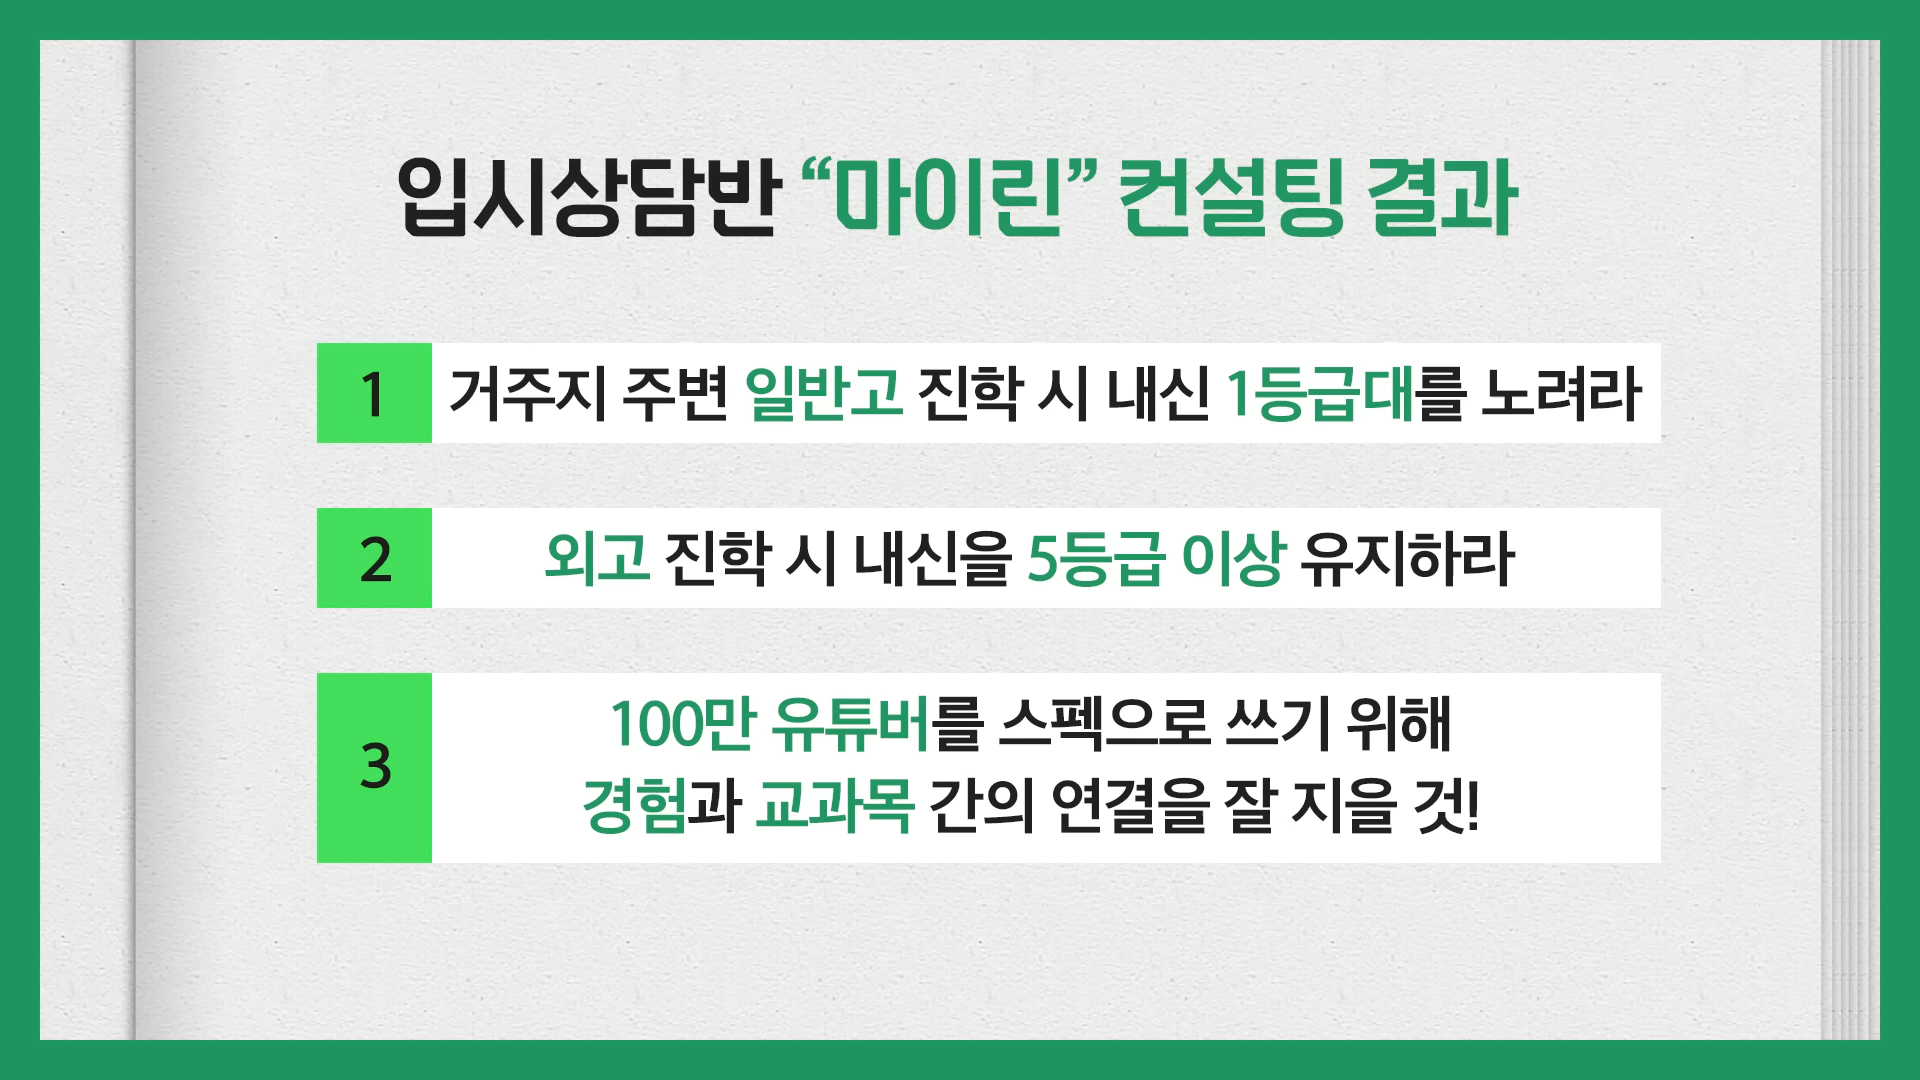 입시상담반 “마이린” 컨설팅 결과
1 거주지 주변 일반고 진학 시 내신 1등급대를 노려라
2 외고 진학 시 내신을 5등급 이상 유지하라
3 100만 유튜버를 스펙으로 쓰기 위해
경험과 교과목 간의 연결을 잘 지을 것!